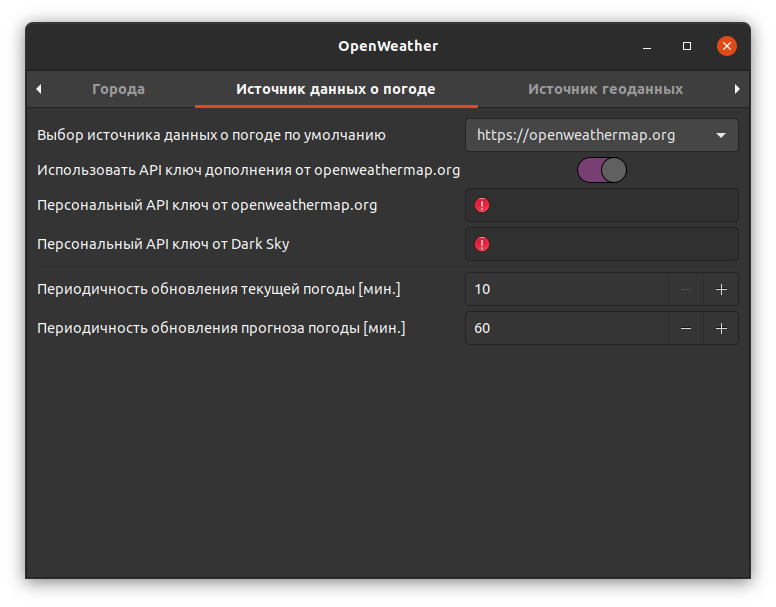 OpenWeather
Города
Источник данных о погоде
Источник геоданных
Выбор источника данных о погоде по умолчанию
https://openweathermap.org
Использовать API ключ дополнения от openweathermap.org
Персональный API ключ от openweathermap.org
Персональный API ключ от Dark Sky
Периодичность обновления текущей погоды [мин.]
10
Периодичность обновления прогноза погоды [мин.]
60